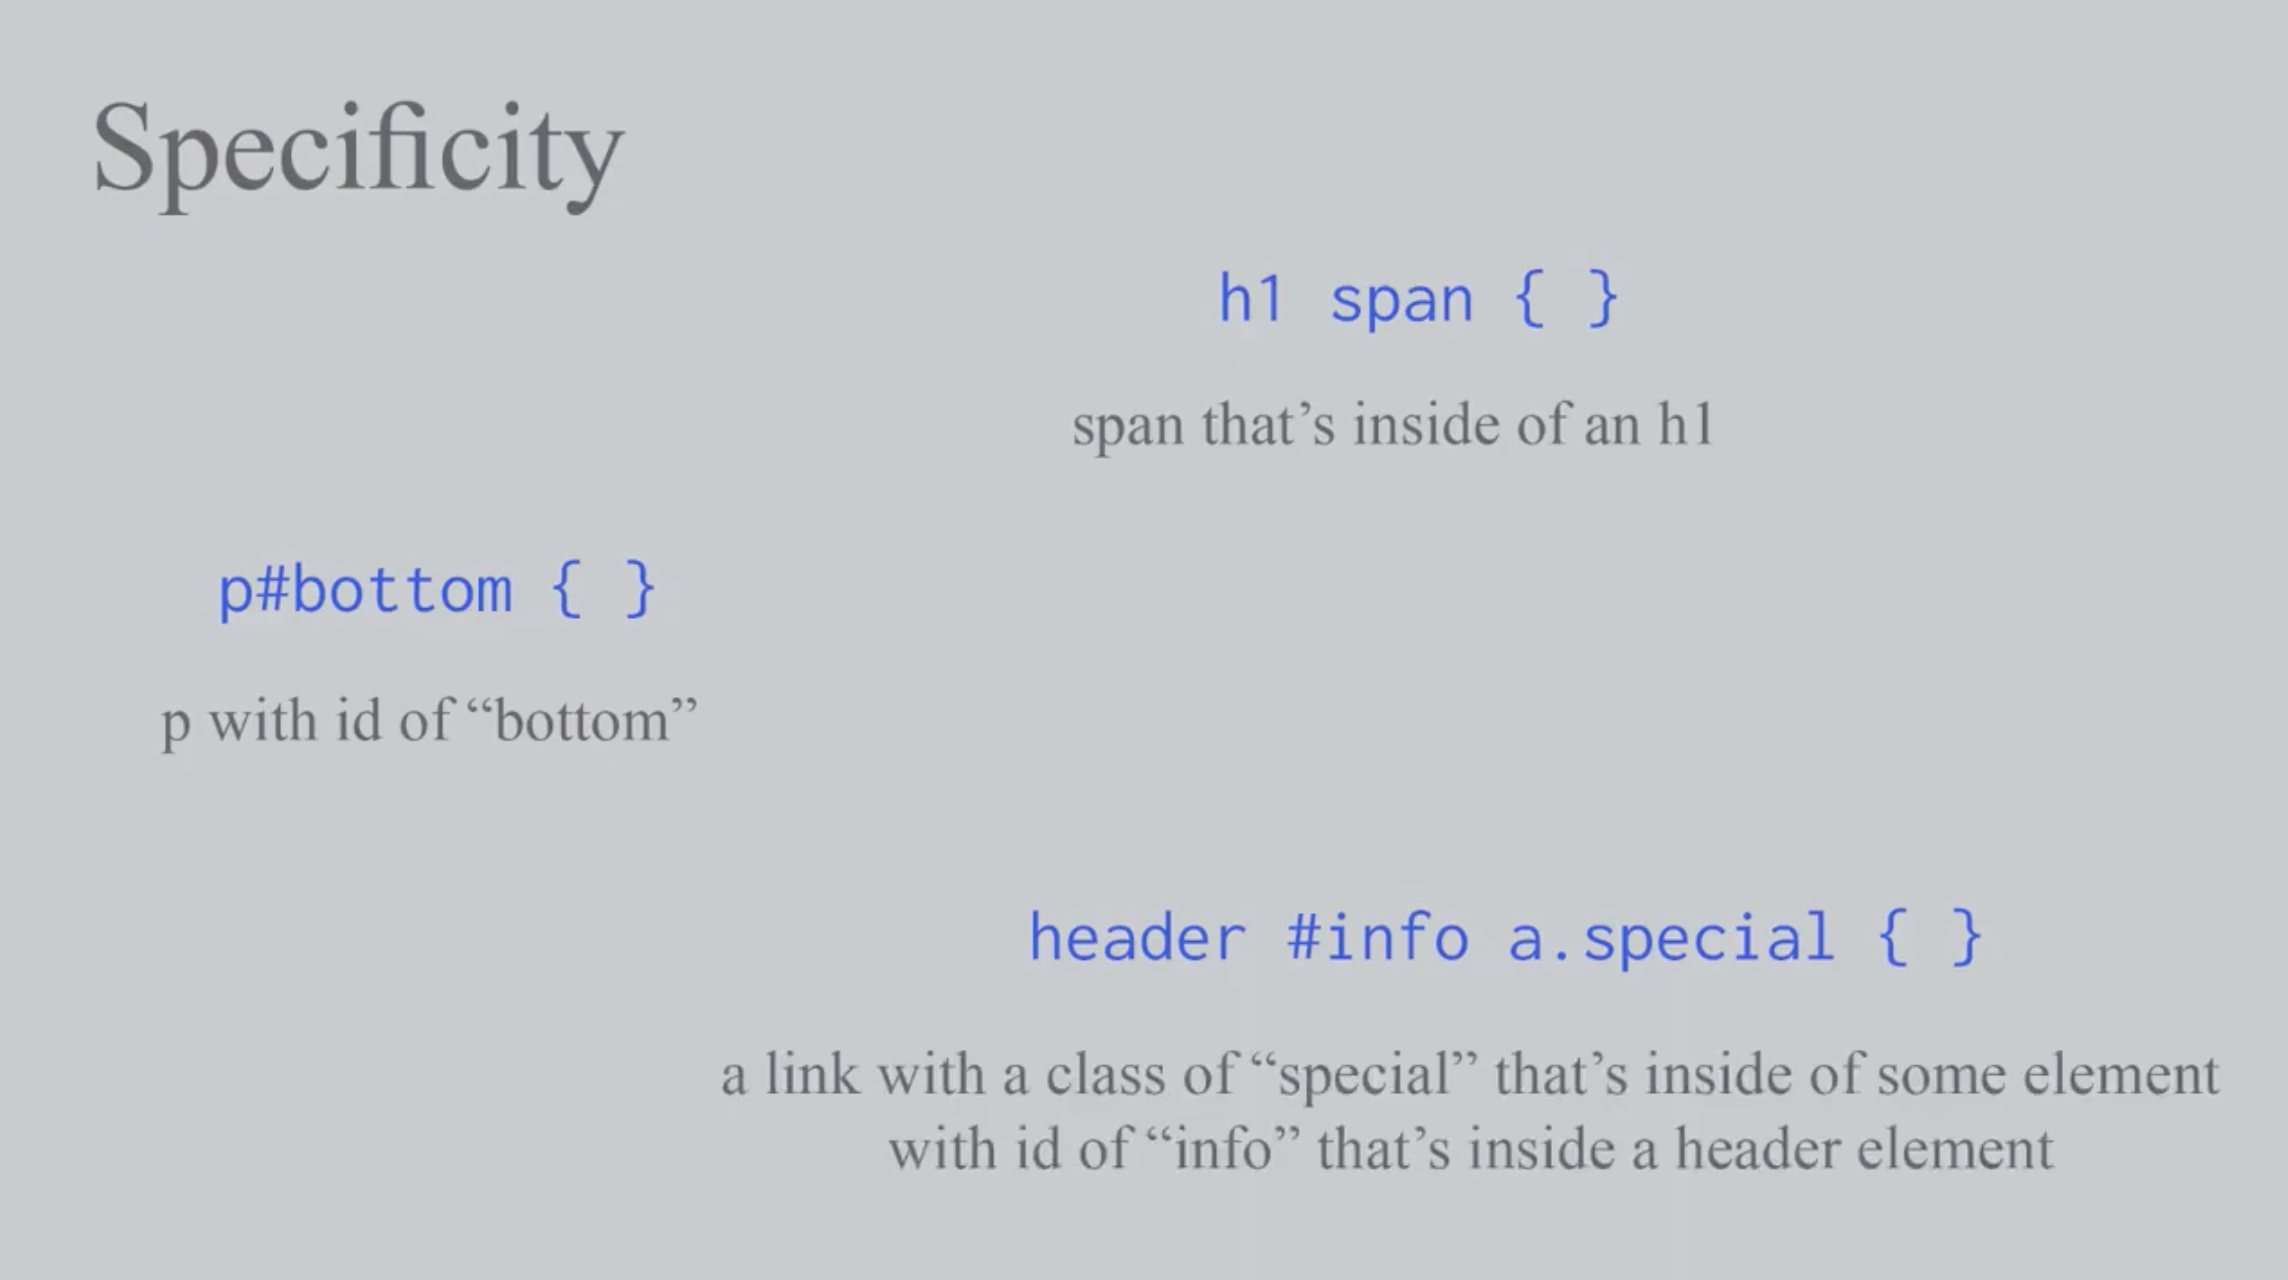 Specificity
h1 span { }
span that’s inside of an h1
p#bottom { }
p with id of “bottom”
header #info a.special { }
a link with a class of “special” that’s inside of some element
with id of “info” that’s inside a header element